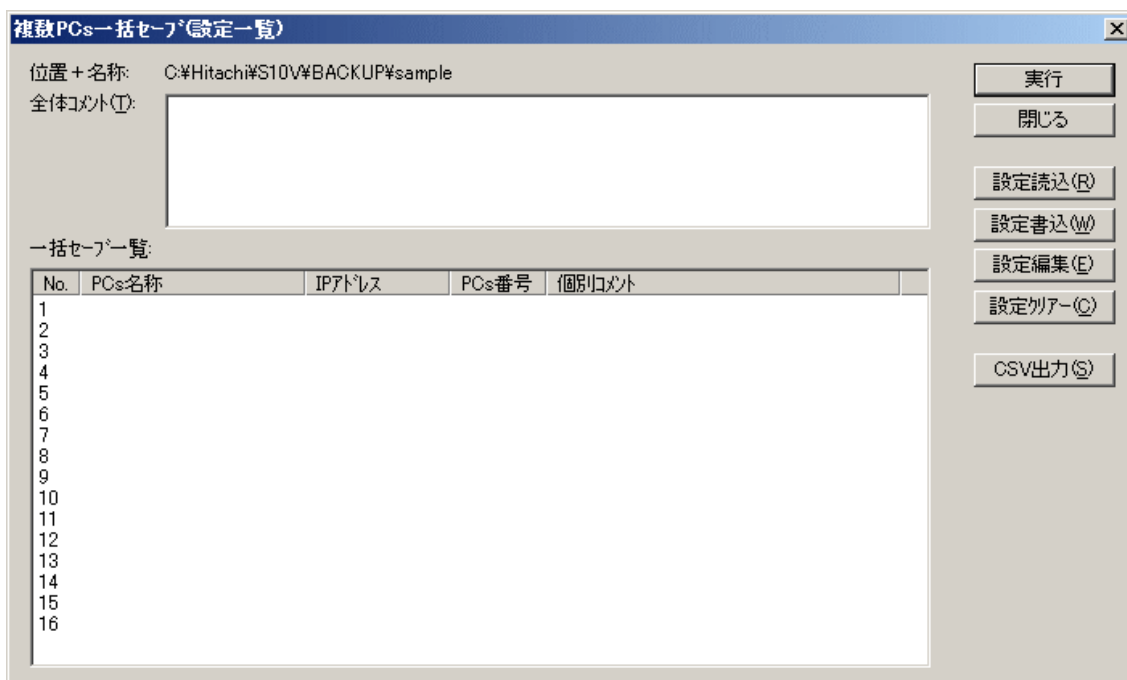 複数PCs一括ｾｰﾌﾞ(設定一覧)
位置＋名称: C:¥Hitachi¥S10V¥BACKUP¥sample
全体ｺﾒﾝﾄ(T):
実行
閉じる
設定読込(R)
設定書込(W)
設定編集(E)
設定ｸﾘｱｰ(C)
CSV出力(S)
一括ｾｰﾌﾞ一覧:
No. PCs名称 IPｱﾄﾞﾚｽ PCs番号 個別ｺﾒﾝﾄ
1
2
3
4
5
6
7
8
9
10
11
12
13
14
15
16